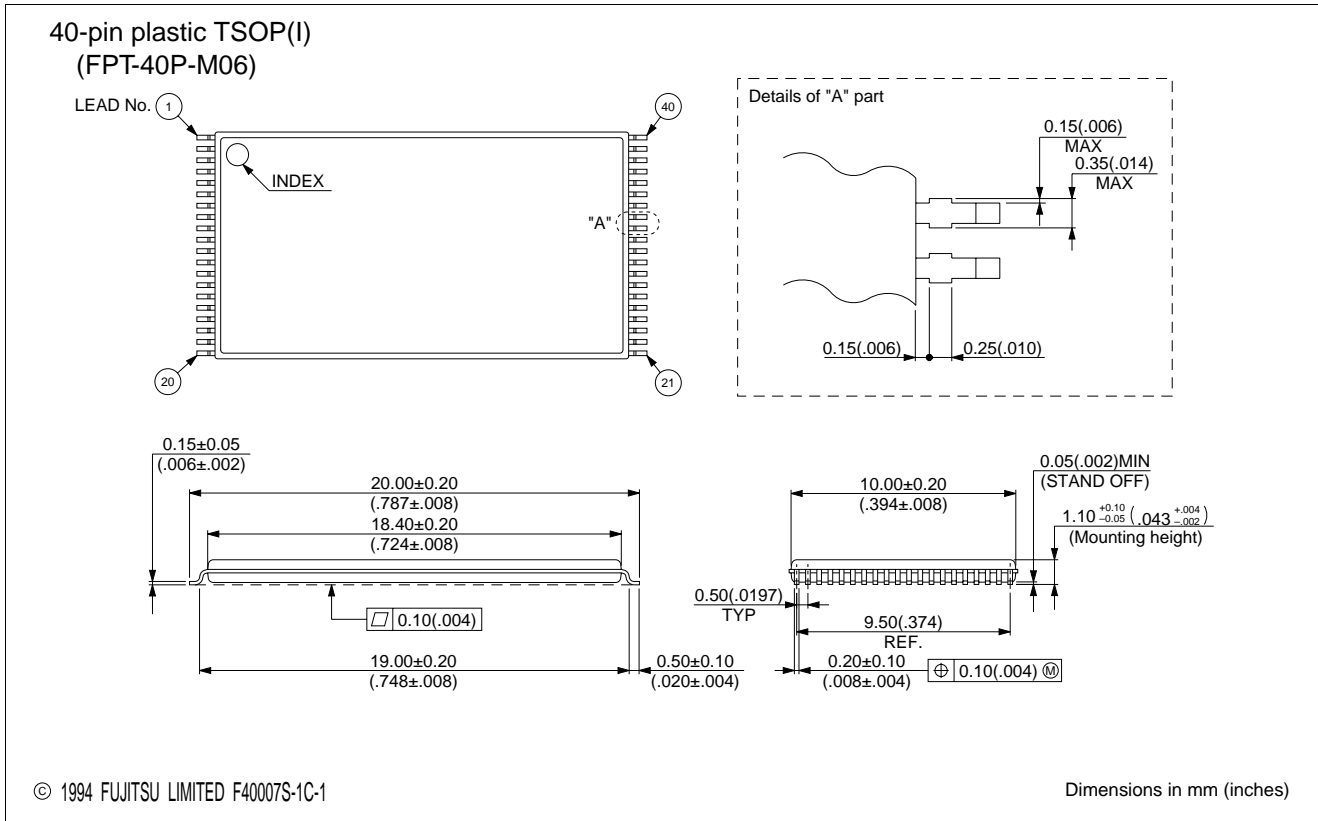 40-pin plastic TSOP(I)
(FPT-40P-M06)
LEAD No. 1
40
INDEX
"A"
20
21
Details of "A" part
0.15(.006)
MAX
0.35(.014)
MAX
0.15(.006)
0.25(.010)
0.15±0.05
(.006±.002)
20.00±0.20
(.787±.008)
18.40±0.20
(.724±.008)
0.10(.004)
19.00±0.20
(.748±.008)
0.50±0.10
(.020±.004)
10.00±0.20
(.394±.008)
0.05(.002)MIN
(STAND OFF)
1.10 +0.10 –0.05 (.043 +.004 –.002)
(Mounting height)
0.50(.0197)
TYP
9.50(.374)
REF.
0.20±0.10
(.008±.004)
⌖ 0.10(.004) Ⓜ
© 1994 FUJITSU LIMITED F40007S-1C-1
Dimensions in mm (inches)